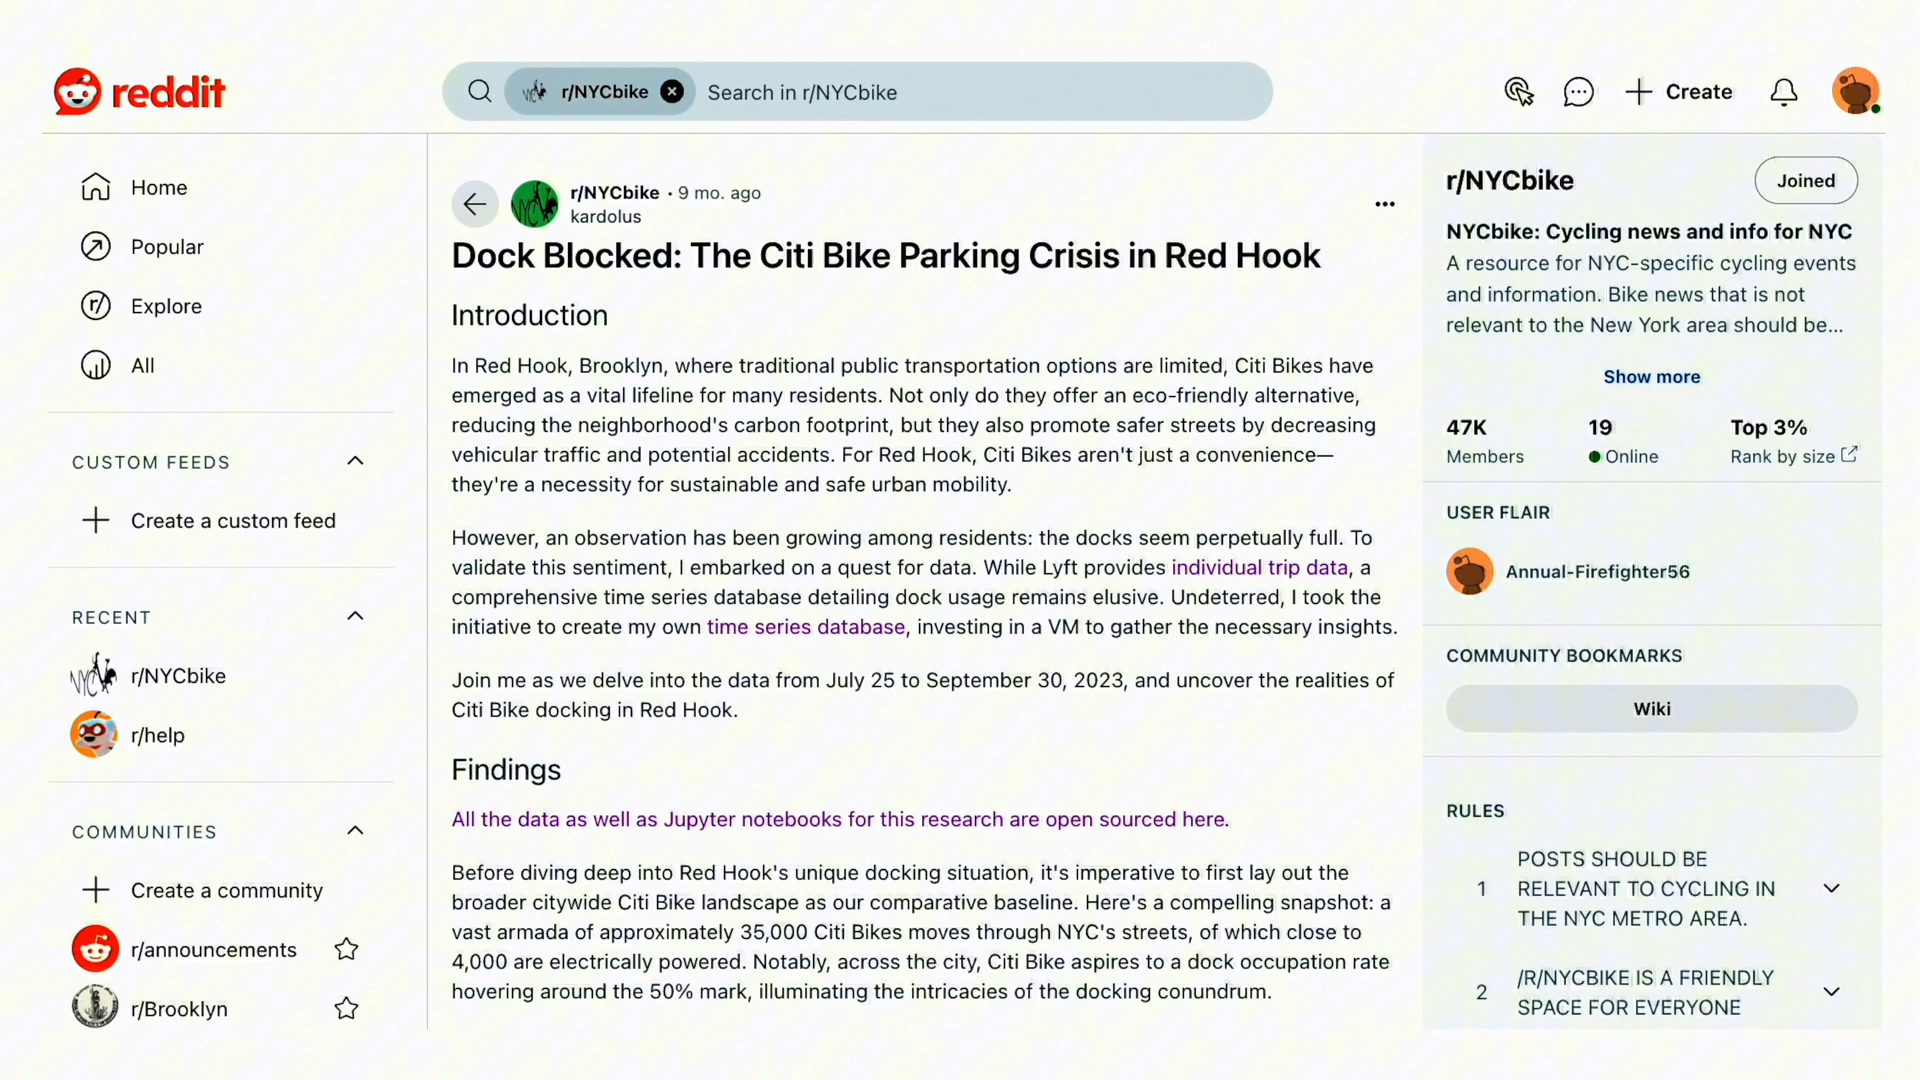 reddit
r/NYCbike
Search in r/NYCbike
Create
Home
Popular
Explore
All
CUSTOM FEEDS
Create a custom feed
RECENT
r/NYCbike
r/help
COMMUNITIES
Create a community
r/announcements
r/Brooklyn
r/NYCbike • 9 mo. ago
kardolus
Dock Blocked: The Citi Bike Parking Crisis in Red Hook
Introduction
In Red Hook, Brooklyn, where traditional public transportation options are limited, Citi Bikes have
emerged as a vital lifeline for many residents. Not only do they offer an eco-friendly alternative,
reducing the neighborhood's carbon footprint, but they also promote safer streets by decreasing
vehicular traffic and potential accidents. For Red Hook, Citi Bikes aren't just a convenience—
they're a necessity for sustainable and safe urban mobility.
However, an observation has been growing among residents: the docks seem perpetually full. To
validate this sentiment, I embarked on a quest for data. While Lyft provides individual trip data, a
comprehensive time series database detailing dock usage remains elusive. Undeterred, I took the
initiative to create my own time series database, investing in a VM to gather the necessary insights.
Join me as we delve into the data from July 25 to September 30, 2023, and uncover the realities of
Citi Bike docking in Red Hook.
Findings
All the data as well as Jupyter notebooks for this research are open sourced here.
Before diving deep into Red Hook's unique docking situation, it's imperative to first lay out the
broader citywide Citi Bike landscape as our comparative baseline. Here's a compelling snapshot: a
vast armada of approximately 35,000 Citi Bikes moves through NYC's streets, of which close to
4,000 are electrically powered. Notably, across the city, Citi Bike aspires to a dock occupation rate
hovering around the 50% mark, illuminating the intricacies of the docking conundrum.
r/NYCbike
Joined
NYCbike: Cycling news and info for NYC
A resource for NYC-specific cycling events
and information. Bike news that is not
relevant to the New York area should be...
Show more
47K 19 Top 3%
Members Online Rank by size
USER FLAIR
Annual-Firefighter56
COMMUNITY BOOKMARKS
Wiki
RULES
1 POSTS SHOULD BE
RELEVANT TO CYCLING IN
THE NYC METRO AREA.
2 /R/NYCBIKE IS A FRIENDLY
SPACE FOR EVERYONE